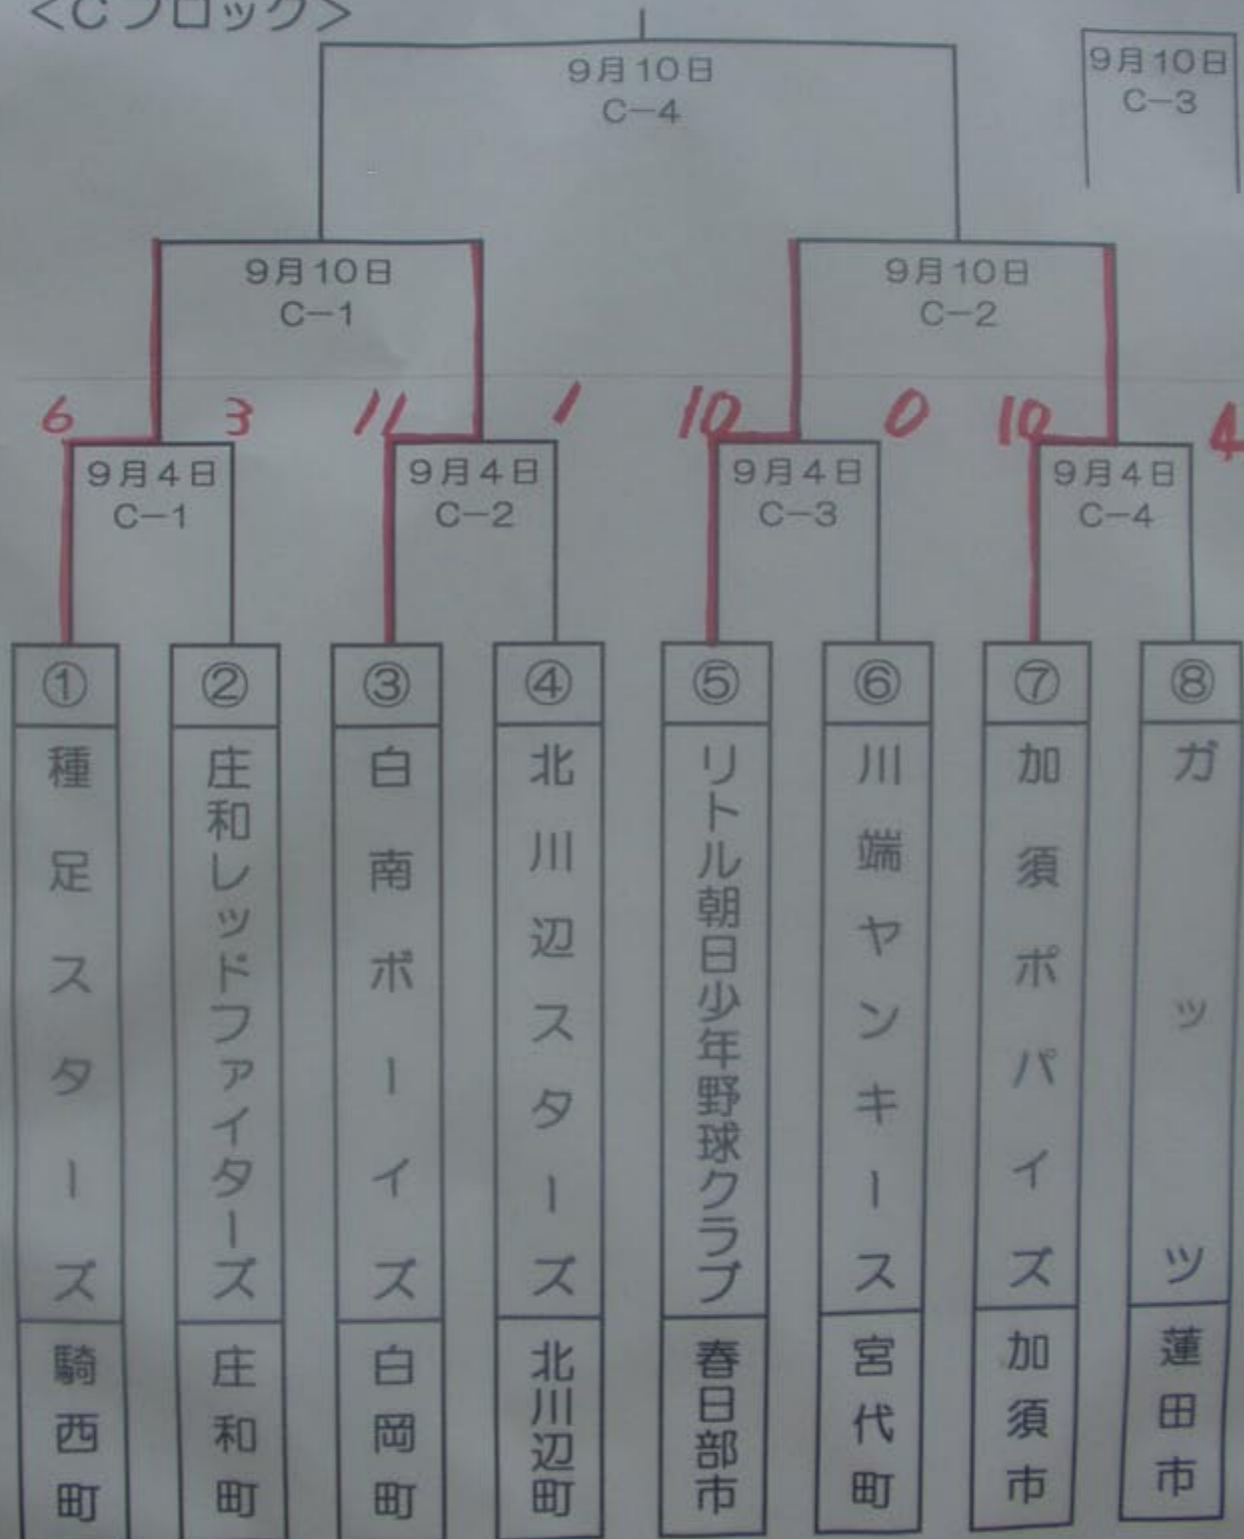 <Cブロック>
9月10日
C-4
9月10日
C-3
9月10日
C-1
9月10日
C-2
6
3
11
1
10
0
10
4
9月4日
C-1
9月4日
C-2
9月4日
C-3
9月4日
C-4
①
②
③
④
⑤
⑥
⑦
⑧
種足スターズ
庄和レッドファイターズ
白南ボーイズ
北川辺スターズ
リトル朝日少年野球クラブ
川端ヤンキース
加須ポパイズ
ガッツ
騎西町
庄和町
白岡町
北川辺町
春日部市
宮代町
加須市
蓮田市